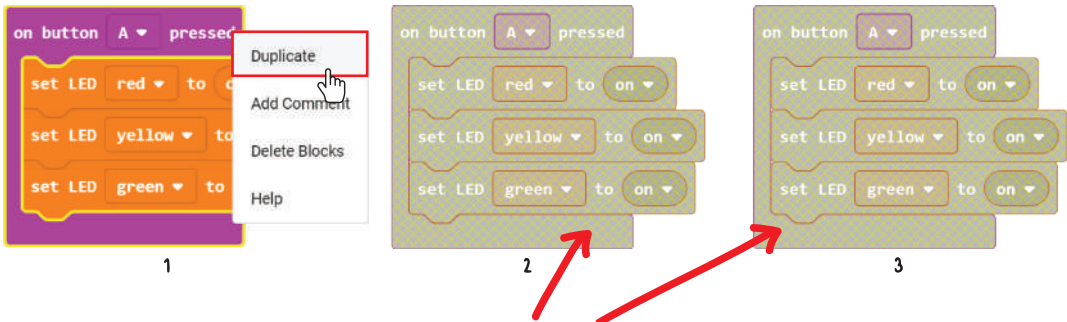 on button A pressed
set LED red to
set LED yellow to
set LED green to
Duplicate
Add Comment
Delete Blocks
Help
1
on button A pressed
set LED red to on
set LED yellow to on
set LED green to on
2
on button A pressed
set LED red to on
set LED yellow to on
set LED green to on
3